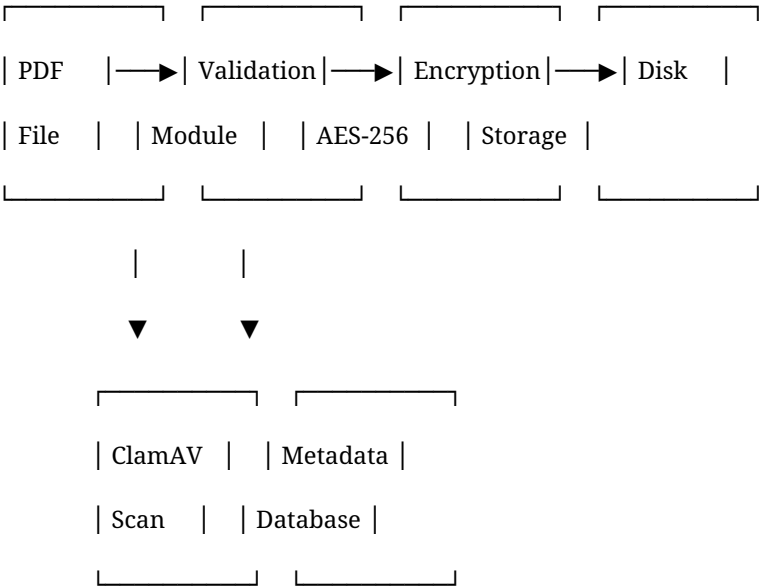 ┌──────────┐ ┌──────────┐ ┌──────────┐ ┌──────────┐
│ PDF │───▶│ Validation│───▶│ Encryption│───▶│ Disk │
│ File │ │ Module │ │ AES-256 │ │ Storage │
└──────────┘ └──────────┘ └──────────┘ └──────────┘
│ │
▼ ▼
┌──────────┐ ┌──────────┐
│ ClamAV │ │ Metadata │
│ Scan │ │ Database │
└──────────┘ └──────────┘